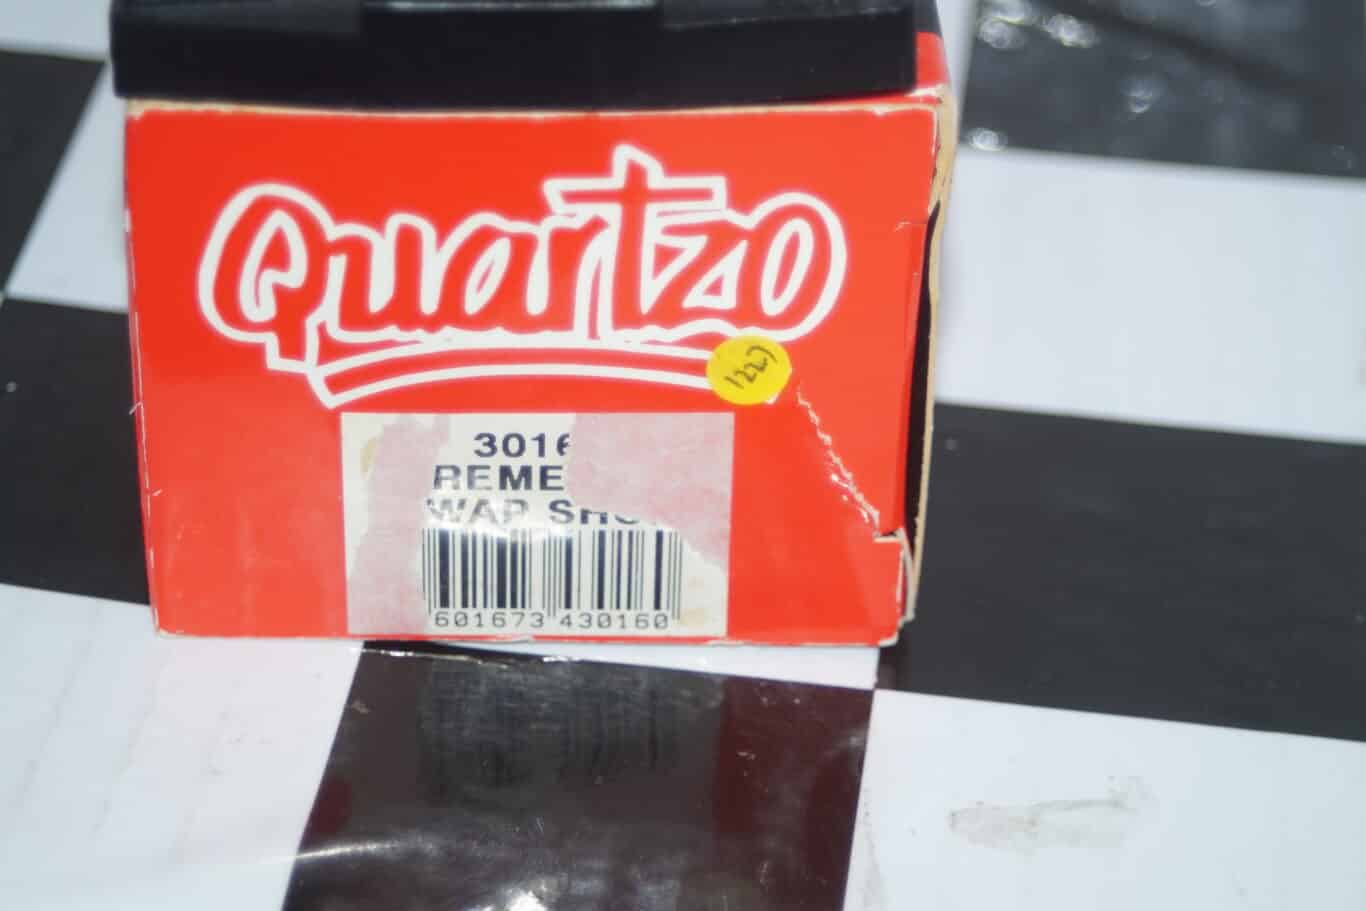 Quartzo
1227
3016
REME
WAP SHO
601673 430160